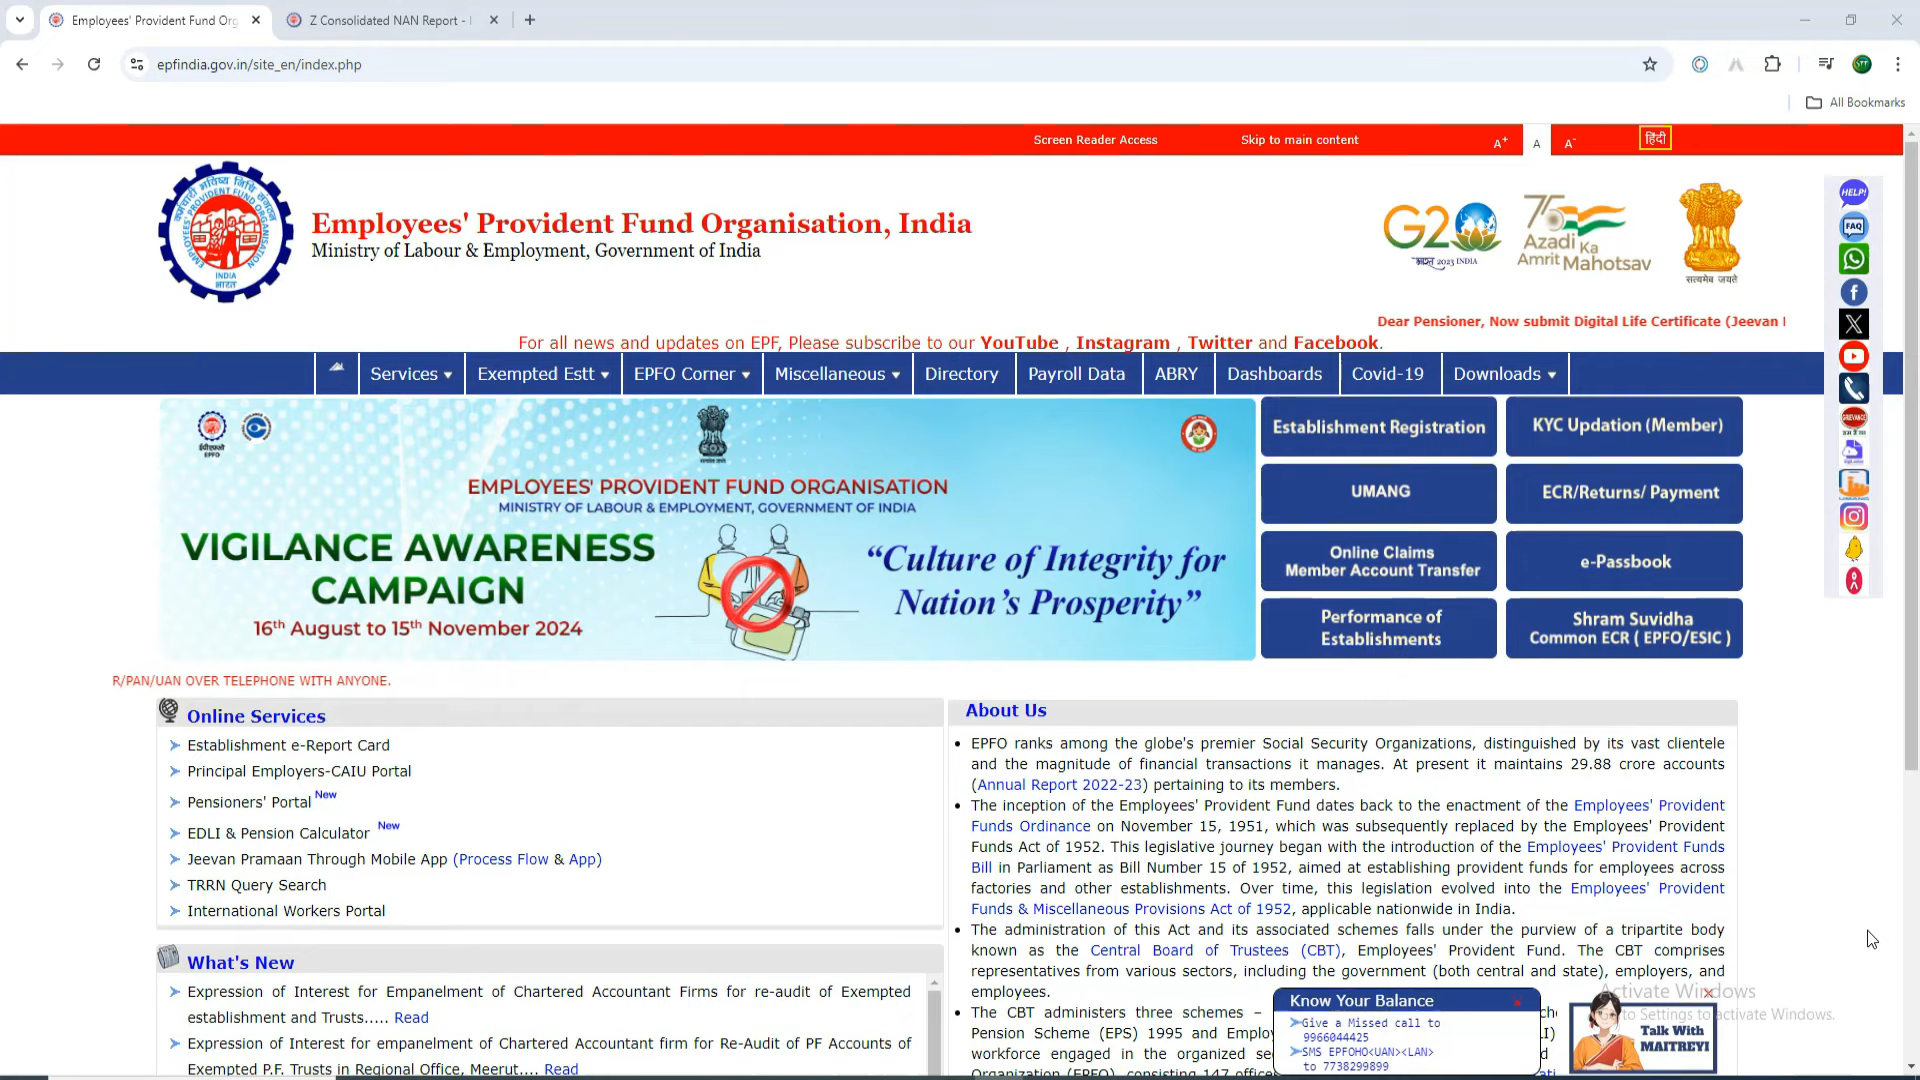 Employees' Provident Fund Org
Z Consolidated NAN Report -
epfindia.gov.in/site_en/index.php
All Bookmarks
Screen Reader Access
Skip to main content
A+
A
A-
हिंदी
Employees' Provident Fund Organisation, India
Ministry of Labour & Employment, Government of India
G20
भारत 2023 INDIA
75
Azadi Ka
Amrit Mahotsav
सत्यमेव जयते
HELP!
FAQ
Dear Pensioner, Now submit Digital Life Certificate (Jeevan
For all news and updates on EPF, Please subscribe to our YouTube , Instagram , Twitter and Facebook.
Services
Exempted Estt
EPFO Corner
Miscellaneous
Directory
Payroll Data
ABRY
Dashboards
Covid-19
Downloads
EPFO
EMPLOYEES' PROVIDENT FUND ORGANISATION
MINISTRY OF LABOUR & EMPLOYMENT, GOVERNMENT OF INDIA
VIGILANCE AWARENESS
CAMPAIGN
16th August to 15th November 2024
“Culture of Integrity for
Nation’s Prosperity”
Establishment Registration
KYC Updation (Member)
UMANG
ECR/Returns/ Payment
Online Claims
Member Account Transfer
e-Passbook
Performance of
Establishments
Shram Suvidha
Common ECR ( EPFO/ESIC )
R/PAN/UAN OVER TELEPHONE WITH ANYONE.
Online Services
Establishment e-Report Card
Principal Employers-CAIU Portal
Pensioners' Portal New
EDLI & Pension Calculator New
Jeevan Pramaan Through Mobile App (Process Flow & App)
TRRN Query Search
International Workers Portal
What's New
Expression of Interest for Empanelment of Chartered Accountant Firms for re-audit of Exempted
establishment and Trusts..... Read
Expression of Interest for empanelment of Chartered Accountant firm for Re-Audit of PF Accounts of
Exempted P.F. Trusts in Regional Office, Meerut.... Read
About Us
EPFO ranks among the globe's premier Social Security Organizations, distinguished by its vast clientele
and the magnitude of financial transactions it manages. At present it maintains 29.88 crore accounts
(Annual Report 2022-23) pertaining to its members.
The inception of the Employees' Provident Fund dates back to the enactment of the Employees' Provident
Funds Ordinance on November 15, 1951, which was subsequently replaced by the Employees' Provident
Funds Act of 1952. This legislative journey began with the introduction of the Employees' Provident Funds
Bill in Parliament as Bill Number 15 of 1952, aimed at establishing provident funds for employees across
factories and other establishments. Over time, this legislation evolved into the Employees' Provident
Funds & Miscellaneous Provisions Act of 1952, applicable nationwide in India.
The administration of this Act and its associated schemes falls under the purview of a tripartite body
known as the Central Board of Trustees (CBT), Employees' Provident Fund. The CBT comprises
representatives from various sectors, including the government (both central and state), employers, and
employees.
The CBT administers three schemes –
Pension Scheme (EPS) 1995 and Employ
workforce engaged in the organized se
Organization (EPFO), consisting 147 office
Know Your Balance
Give a Missed call to
9966044425
SMS EPFOHO<UAN><LAN>
to 7738299899
Activate Windows
Go to Settings to activate Windows.
Talk With
MAITREYI